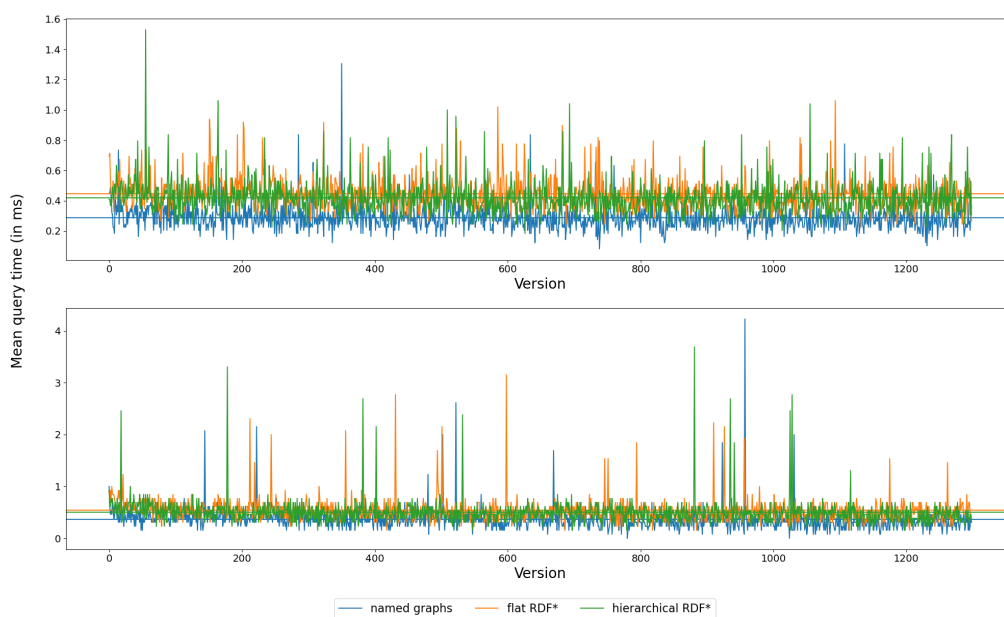 1.6
1.4
1.2
1.0
0.8
0.6
0.4
0.2
0 200 400 600 800 1000 1200
Version
Mean query time (in ms)
4
3
2
1
0
0 200 400 600 800 1000 1200
Version
named graphs flat RDF* hierarchical RDF*